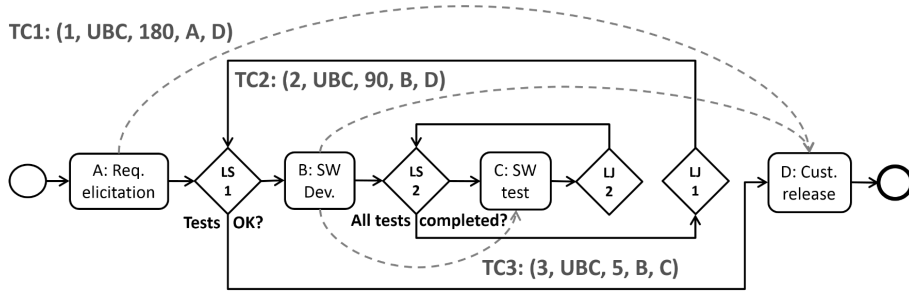 TC1: (1, UBC, 180, A, D)
TC2: (2, UBC, 90, B, D)
A: Req.
elicitation
LS
1
B: SW
Dev.
LS
2
C: SW
test
LJ
2
LJ
1
D: Cust.
release
Tests OK?
All tests completed?
TC3: (3, UBC, 5, B, C)